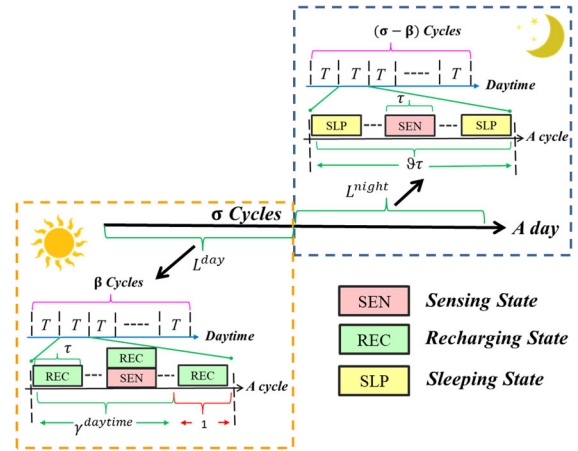 (σ − β) Cycles
T T T T
Daytime
τ
SLP SEN SLP
A cycle
ϑτ
L^night
σ Cycles
A day
L^day
β Cycles
T T T T
Daytime
τ
REC
REC SEN REC
A cycle
γ^daytime 1
SEN Sensing State
REC Recharging State
SLP Sleeping State